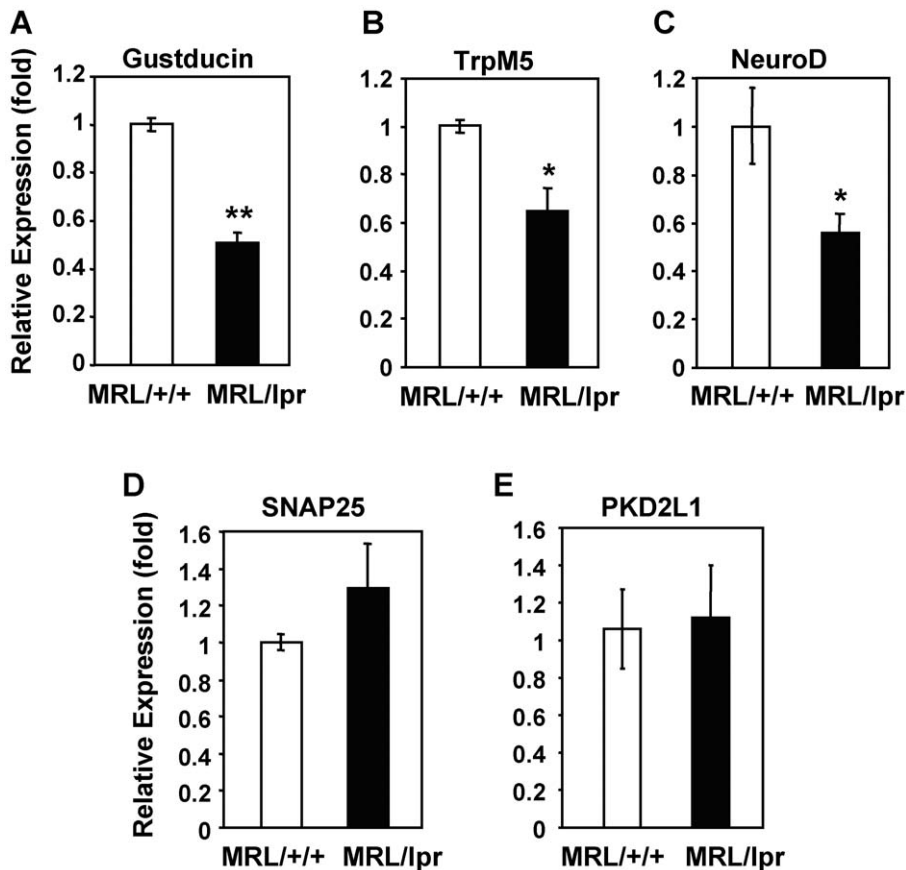 A
B
C
Gustducin
TrpM5
NeuroD
Relative Expression (fold)
1.2
1
0.8
0.6
0.4
0.2
0
**
MRL/+/+ MRL/lpr
1.2
1
0.8
0.6
0.4
0.2
0
*
MRL/+/+ MRL/lpr
1.2
1
0.8
0.6
0.4
0.2
0
*
MRL/+/+ MRL/lpr
D
E
SNAP25
PKD2L1
Relative Expression (fold)
1.6
1.4
1.2
1
0.8
0.6
0.4
0.2
0
MRL/+/+ MRL/lpr
1.6
1.4
1.2
1
0.8
0.6
0.4
0.2
0
MRL/+/+ MRL/lpr